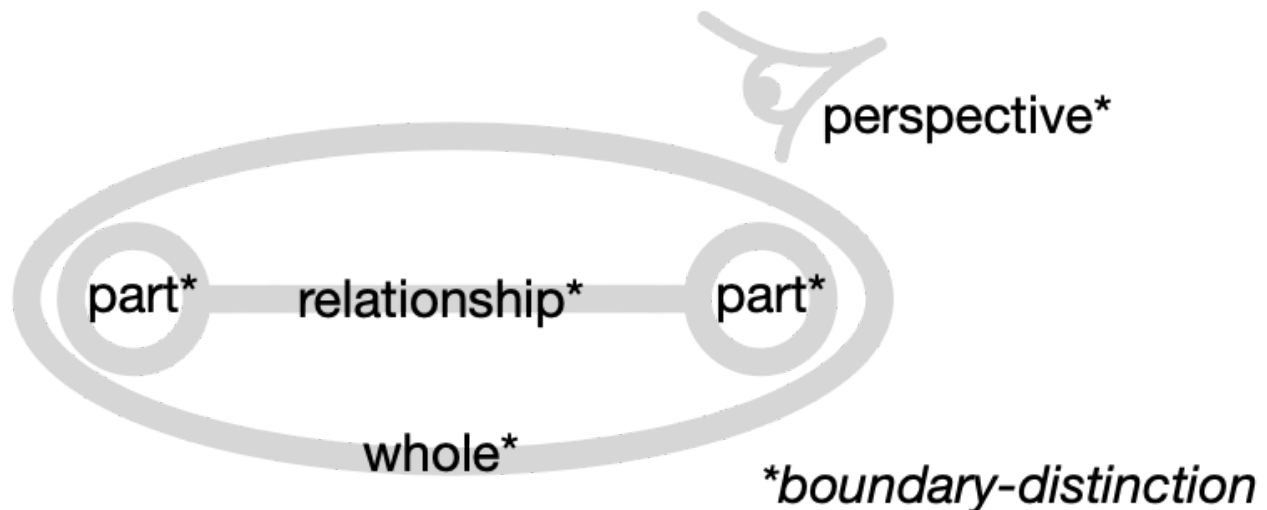 perspective*
part* relationship* part*
whole*
*boundary-distinction